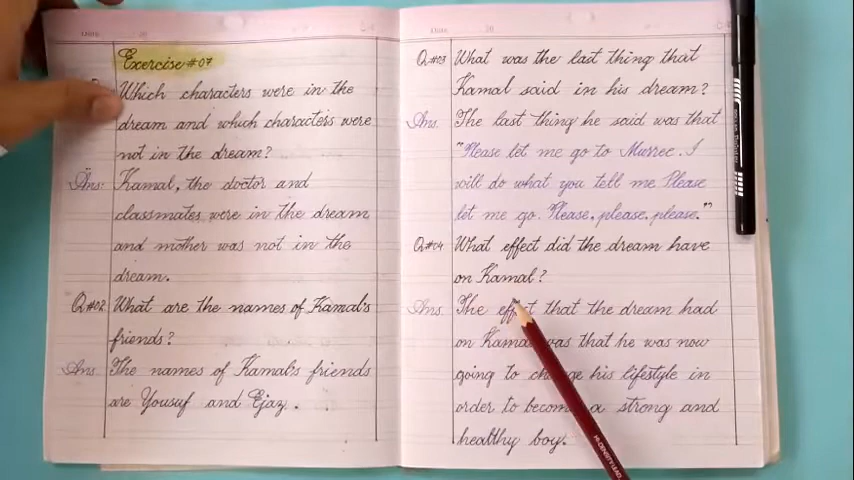 Exercise #07
Which characters were in the
dream and which characters were
not in the dream?
Ans: Kamal, the doctor and
classmates were in the dream
and mother was not in the
dream.
Q#02 What are the names of Kamal's
friends?
Ans. The names of Kamal's friends
are Yousuf and Ejaz.
Q#03 What was the last thing that
Kamal said in his dream?
Ans. The last thing he said was that
"Please let me go to Murree. I
will do what you tell me Please
let me go. Please, please, please."
Q#04 What effect did the dream have
on Kamal?
Ans. The effect that the dream had
on Kamal was that he was now
going to change his lifestyle in
order to become a strong and
healthy boy.